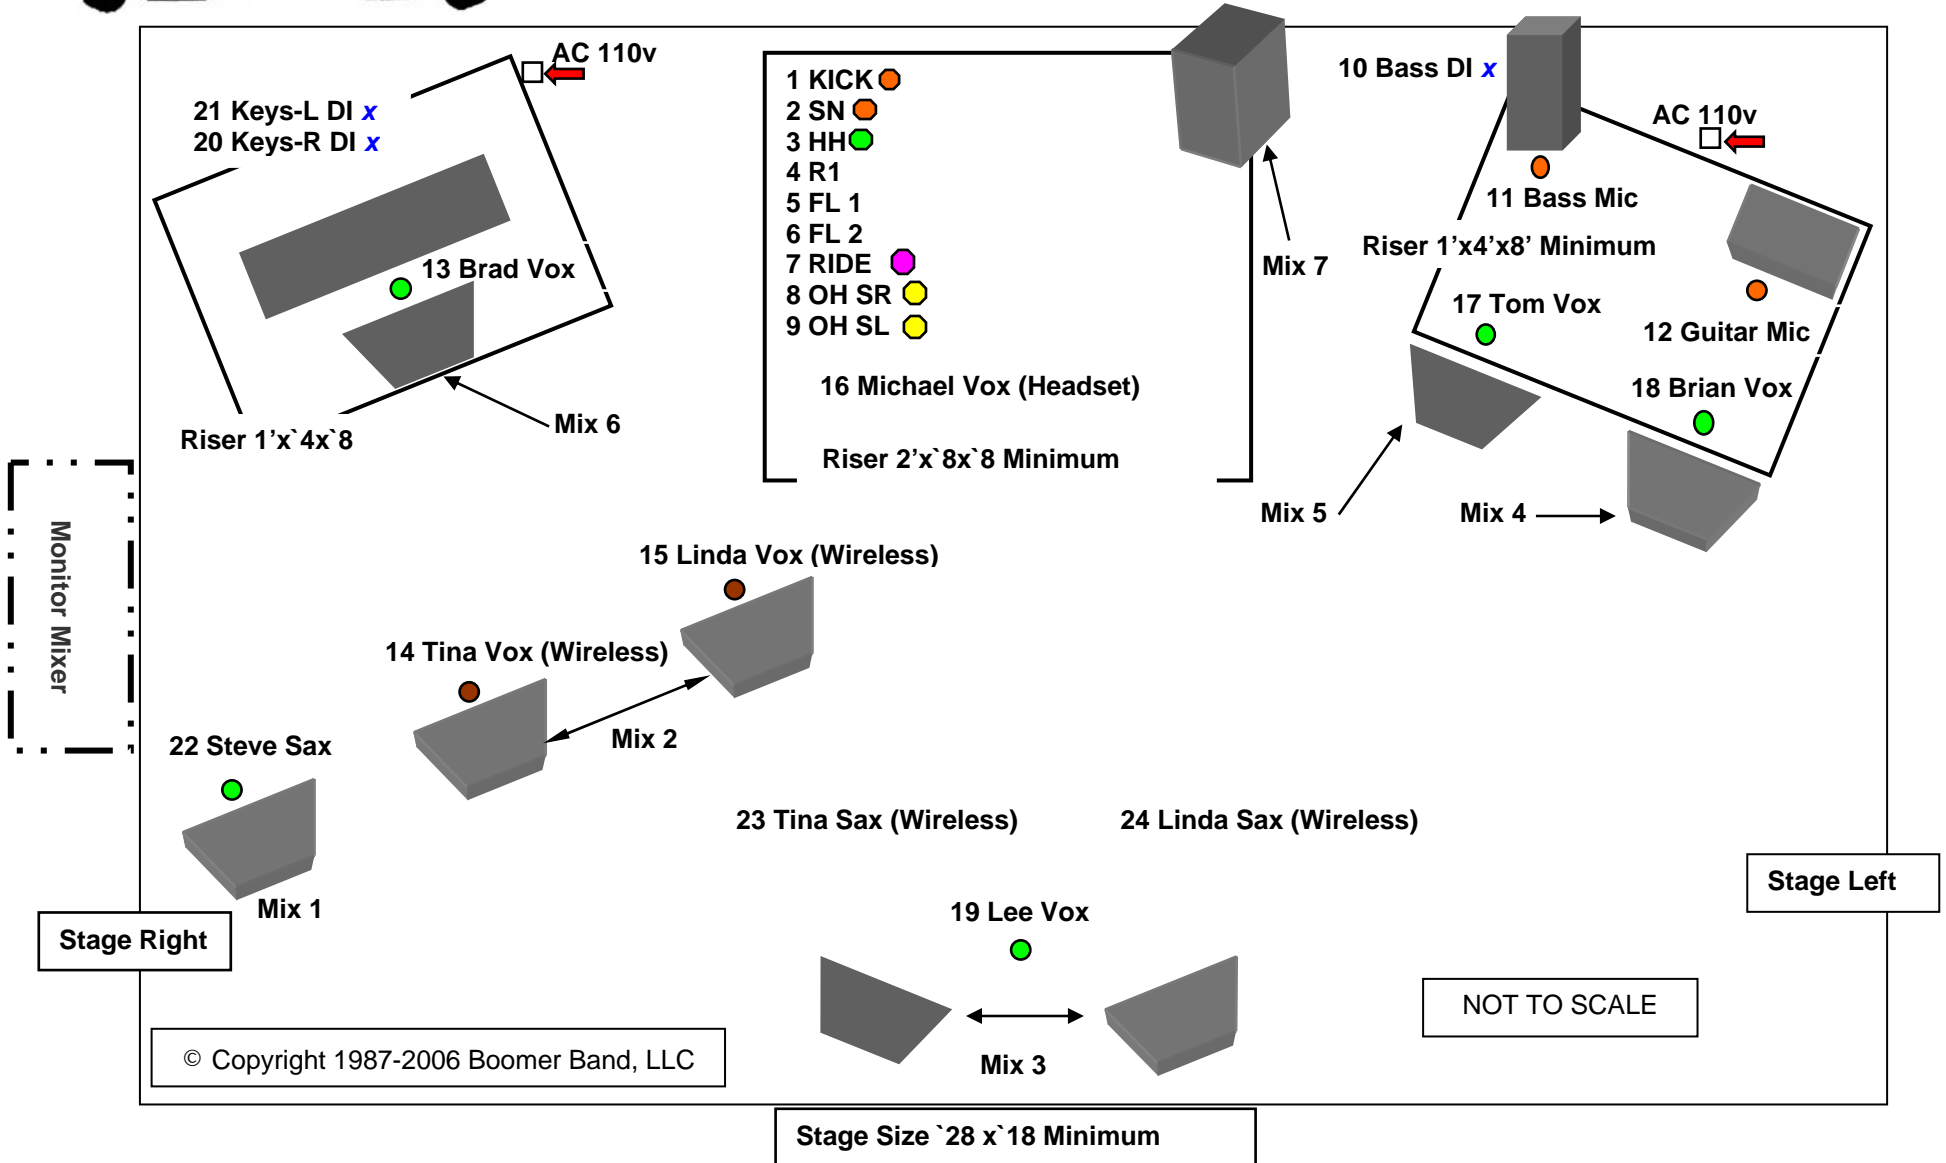 AC 110v
21 Keys-L DI x
20 Keys-R DI x
13 Brad Vox
Mix 6
Riser 1'x`4x`8
1 KICK
2 SN
3 HH
4 R1
5 FL 1
6 FL 2
7 RIDE
8 OH SR
9 OH SL
16 Michael Vox (Headset)
Riser 2'x`8x`8 Minimum
Mix 7
10 Bass DI x
AC 110v
11 Bass Mic
Riser 1'x4'x8' Minimum
17 Tom Vox
12 Guitar Mic
18 Brian Vox
Mix 5
Mix 4
Monitor Mixer
15 Linda Vox (Wireless)
14 Tina Vox (Wireless)
Mix 2
22 Steve Sax
Mix 1
23 Tina Sax (Wireless)
24 Linda Sax (Wireless)
Stage Left
Stage Right
19 Lee Vox
Mix 3
NOT TO SCALE
© Copyright 1987-2006 Boomer Band, LLC
Stage Size `28 x`18 Minimum